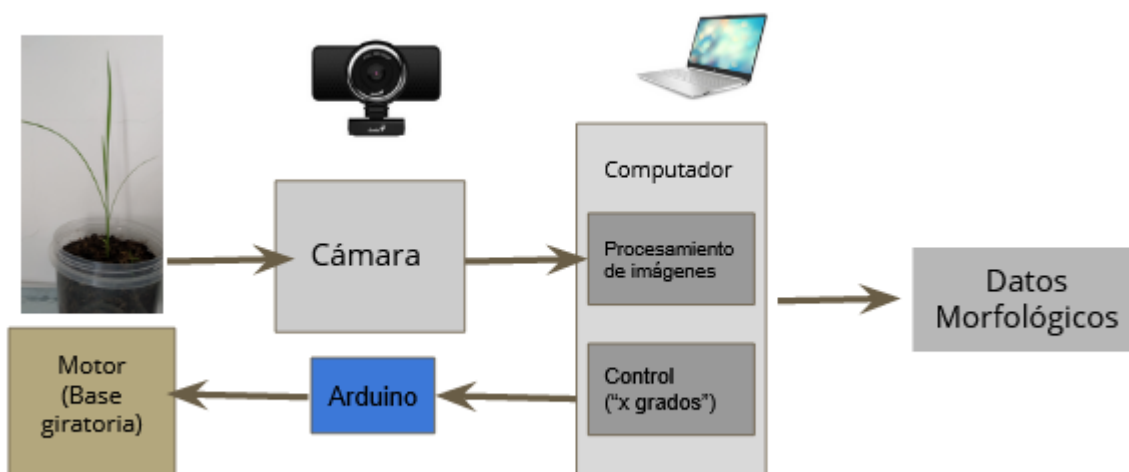 Computador
Cámara
Procesamiento
de imágenes
Datos
Morfológicos
Motor
(Base
giratoria)
Arduino
Control
("x grados")